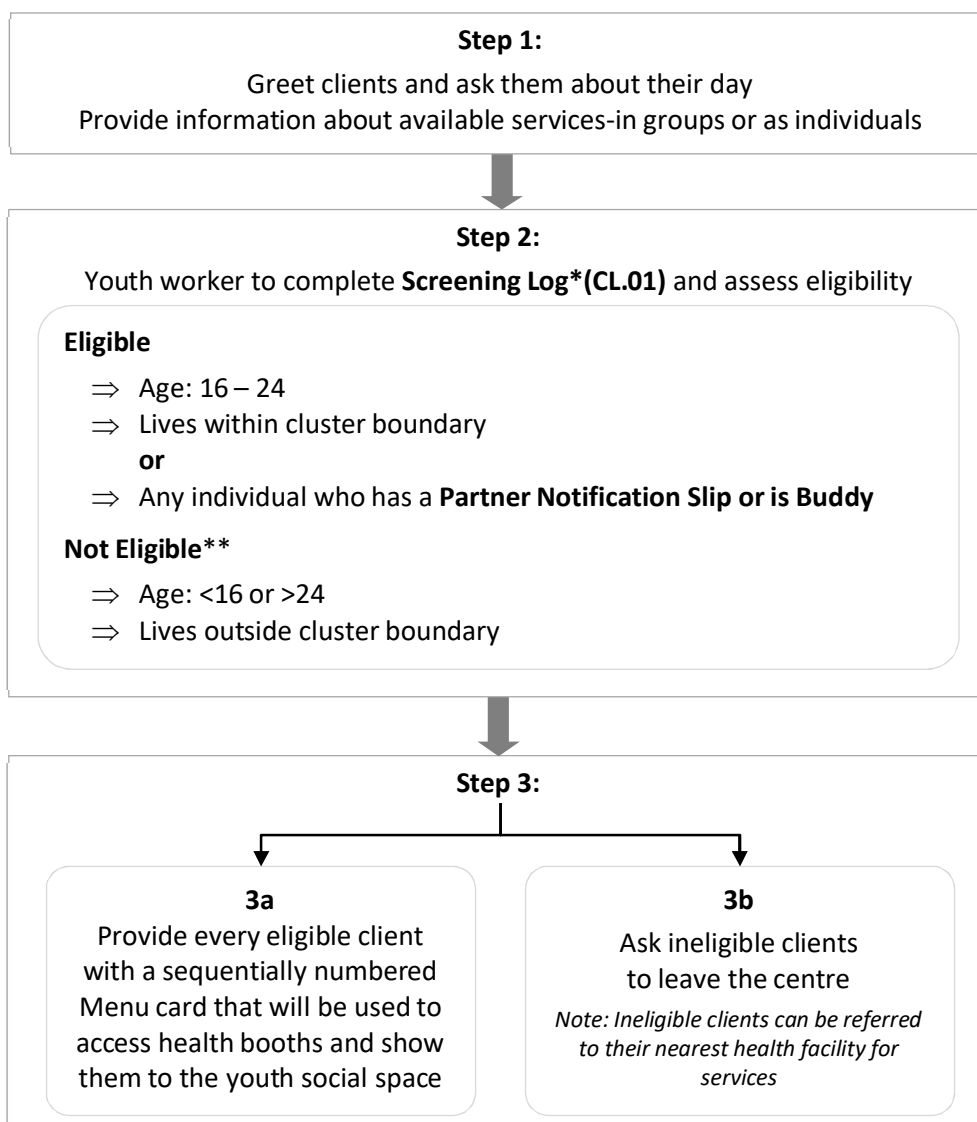 Step 1:
Greet clients and ask them about their day
Provide information about available services-in groups or as individuals
Step 2:
Youth worker to complete Screening Log*(CL.01) and assess eligibility
Eligible
⇒ Age: 16 – 24
⇒ Lives within cluster boundary
or
⇒ Any individual who has a Partner Notification Slip or is Buddy
Not Eligible**
⇒ Age: <16 or >24
⇒ Lives outside cluster boundary
Step 3:
3a
Provide every eligible client
with a sequentially numbered
Menu card that will be used to
access health booths and show
them to the youth social space
3b
Ask ineligible clients
to leave the centre
Note: Ineligible clients can be referred
to their nearest health facility for
services